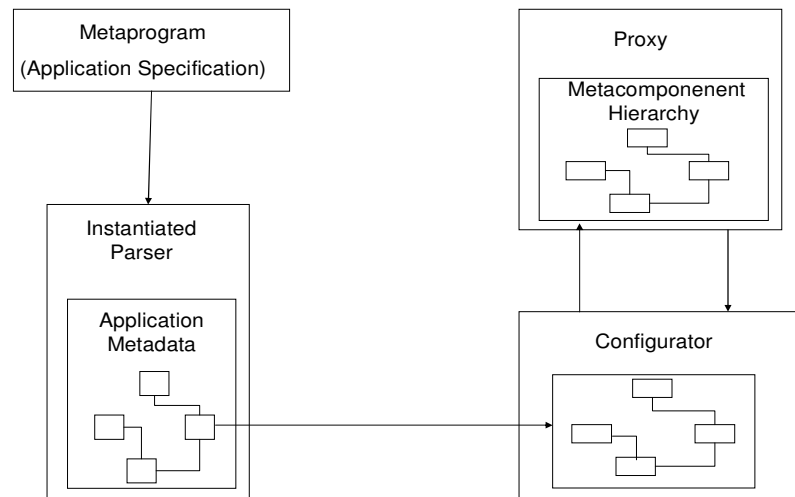 Metaprogram
(Application Specification)
Proxy
Metacomponenent
Hierarchy
Instantiated
Parser
Application
Metadata
Configurator